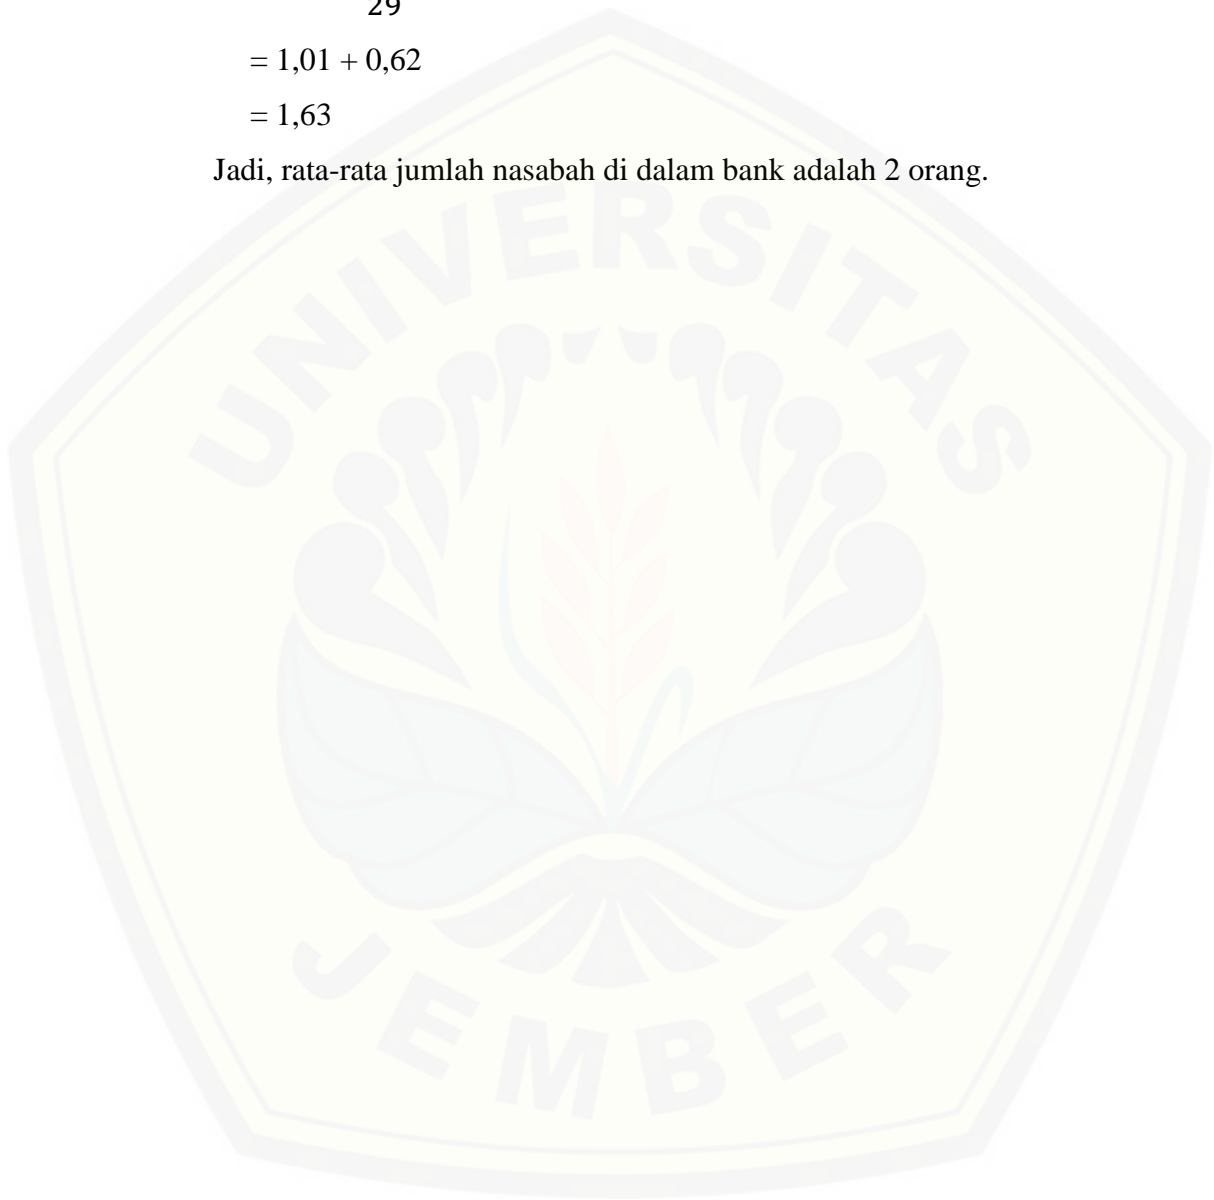 29
= 1,01 + 0,62
= 1,63
Jadi, rata-rata jumlah nasabah di dalam bank adalah 2 orang.
UNIVERSITAS
JEMBER